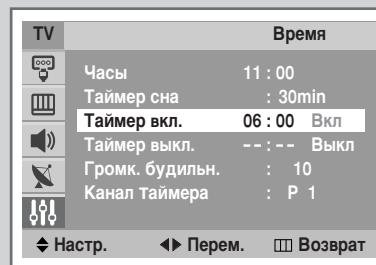 TV Время
Часы 11 : 00
Таймер сна : 30min
Таймер вкл. 06 : 00 Вкл
Таймер выкл. -- : -- Выкл
Громк. будильн. : 10
Канал таймера : P 1
Настр. Перем. Возврат